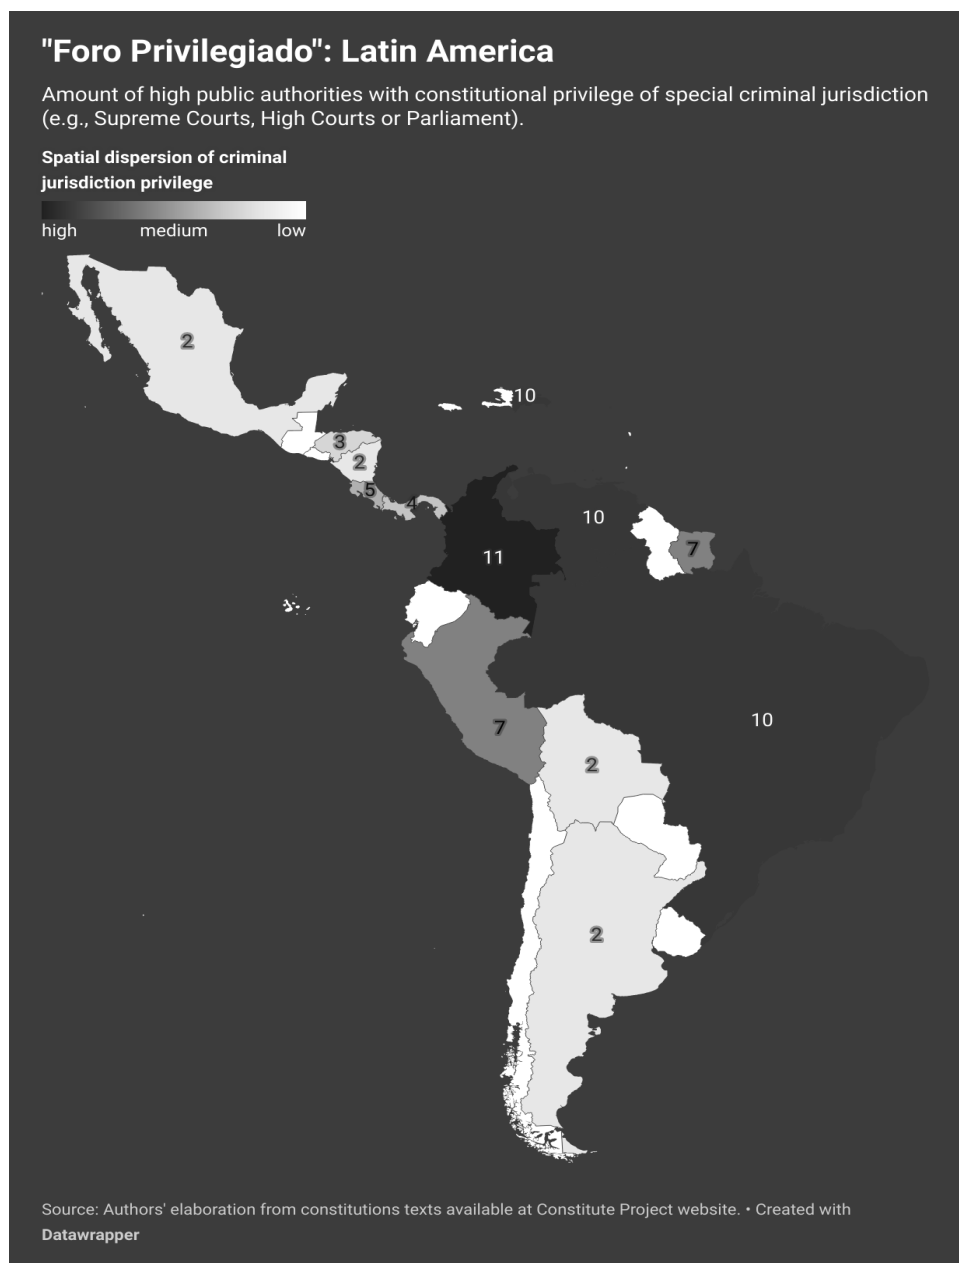 "Foro Privilegiado": Latin America
Amount of high public authorities with constitutional privilege of special criminal jurisdiction
(e.g., Supreme Courts, High Courts or Parliament).
Spatial dispersion of criminal
jurisdiction privilege
high medium low
2
10
3
2
5
4
10
11
7
7
10
2
2
Source: Authors' elaboration from constitutions texts available at Constitute Project website. • Created with
Datawrapper